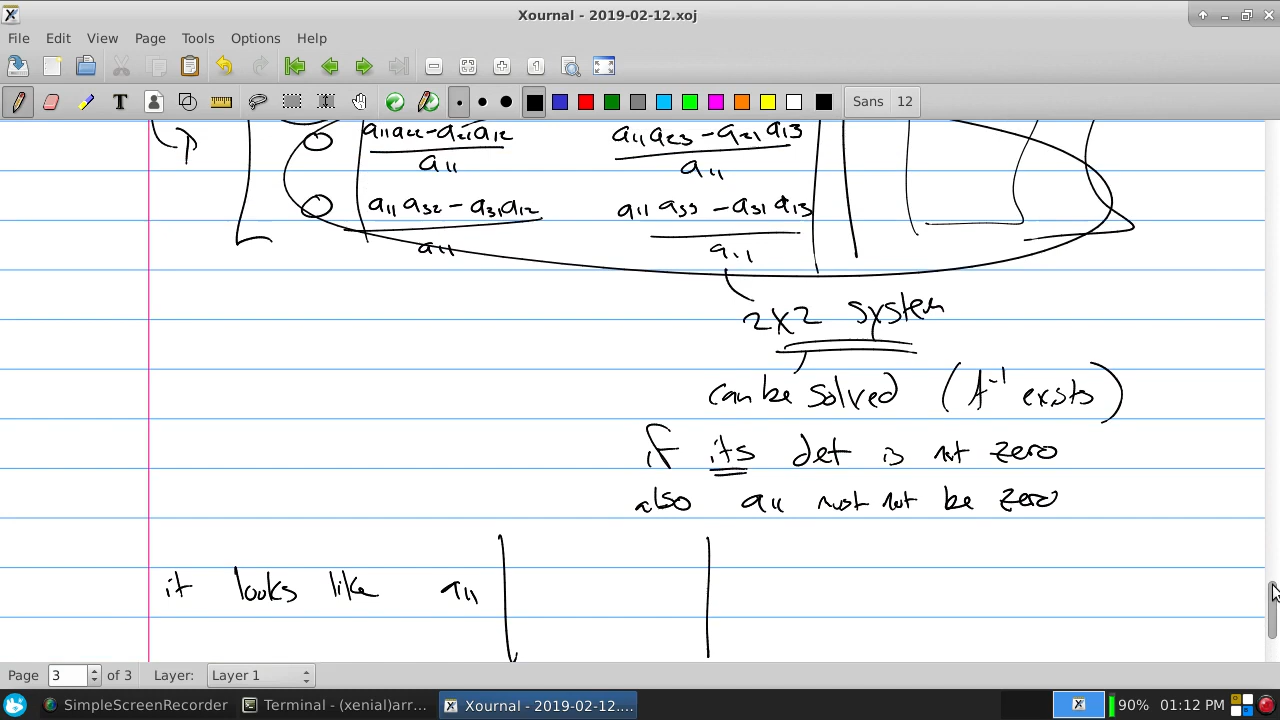 Xournal - 2019-02-12.xoj
File Edit View Page Tools Options Help
Sans 12
a11a22-a21a12 a11a23-a21a13
a11 a11
a11a32-a31a12 a11a33-a31a13
a11 a11
2x2 system
can be solved (A^-1 exists)
if its det is not zero
also a11 must not be zero
it looks like a11
Page 3 of 3 Layer: Layer 1
SimpleScreenRecorder Terminal - (xenial)arr... Xournal - 2019-02-12.... 90% 01:12 PM